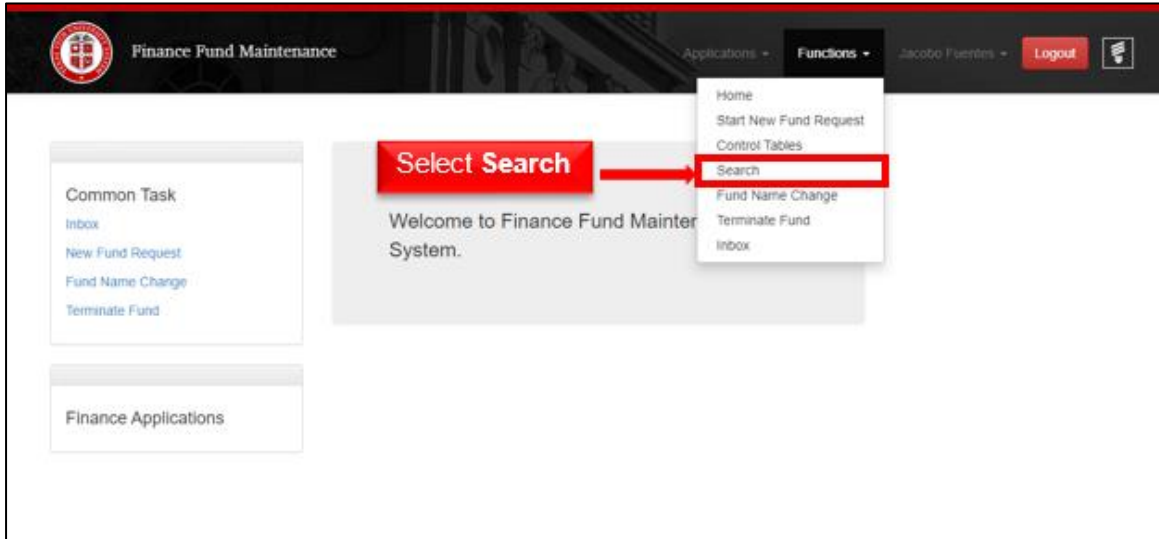 Finance Fund Maintenance
Applications
Functions
Jacobo Fuentes
Logout
Home
Start New Fund Request
Control Tables
Search
Fund Name Change
Terminate Fund
Inbox
Select Search
Common Task
Inbox
New Fund Request
Fund Name Change
Terminate Fund
Welcome to Finance Fund
System.
Finance Applications